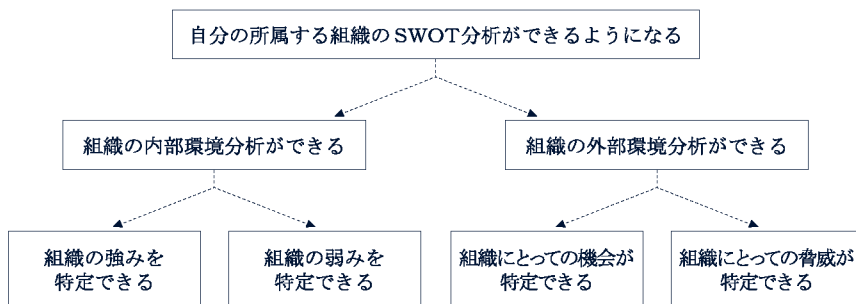 自分の所属する組織のSWOT分析ができるようになる
組織の内部環境分析ができる
組織の外部環境分析ができる
組織の強みを
特定できる
組織の弱みを
特定できる
組織にとっての機会が
特定できる
組織にとっての脅威が
特定できる